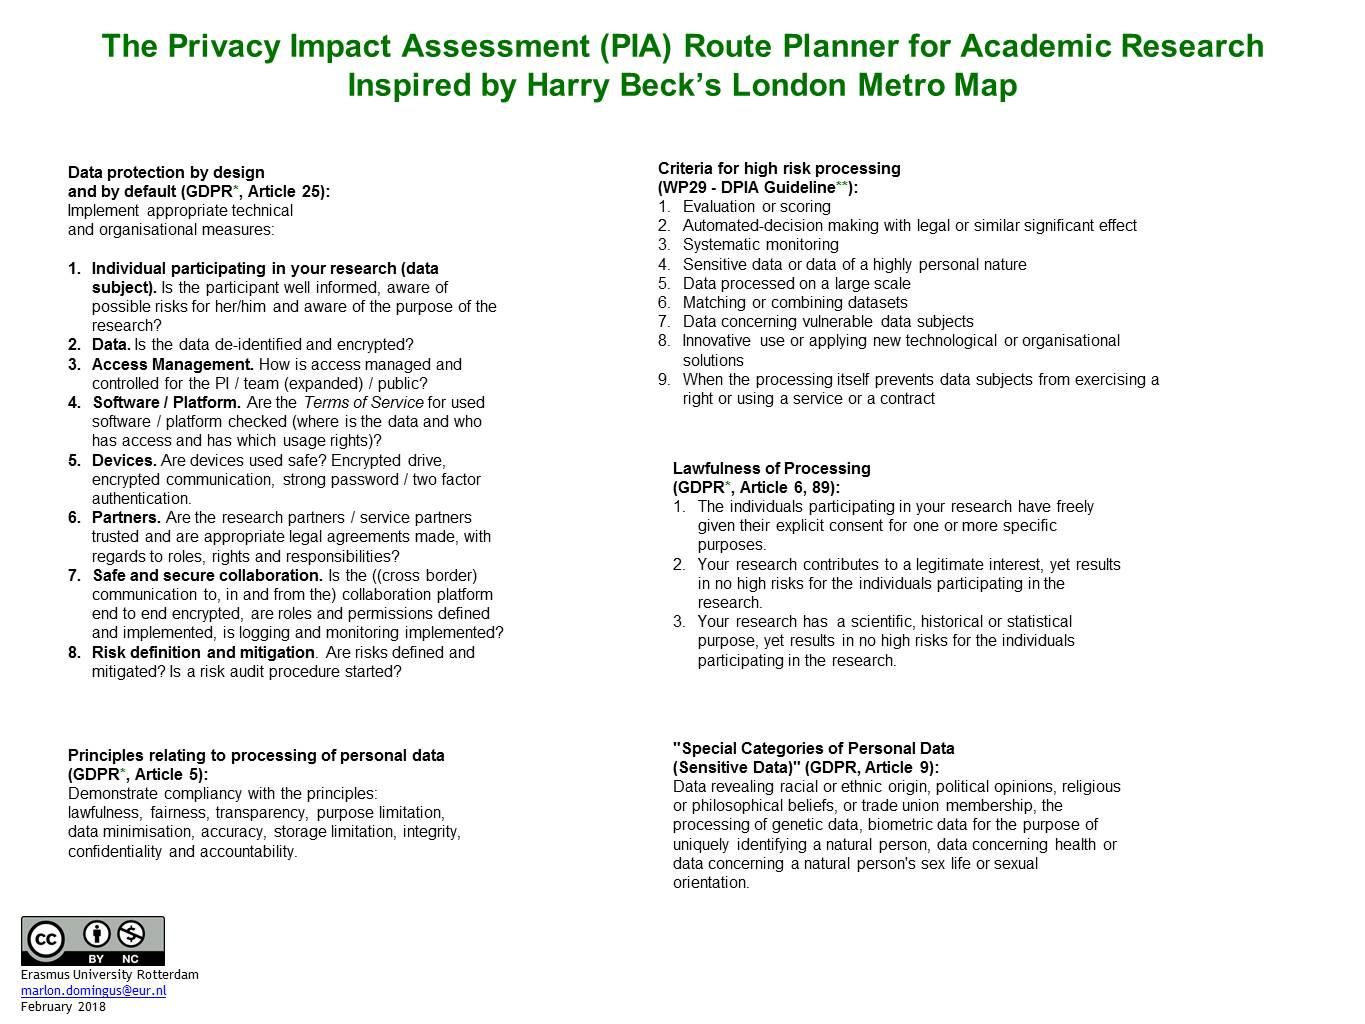 The Privacy Impact Assessment (PIA) Route Planner for Academic Research
Inspired by Harry Beck’s London Metro Map
Data protection by design
and by default (GDPR*, Article 25):
Implement appropriate technical
and organisational measures:
1. Individual participating in your research (data
subject). Is the participant well informed, aware of
possible risks for her/him and aware of the purpose of the
research?
2. Data. Is the data de-identified and encrypted?
3. Access Management. How is access managed and
controlled for the PI / team (expanded) / public?
4. Software / Platform. Are the Terms of Service for used
software / platform checked (where is the data and who
has access and has which usage rights)?
5. Devices. Are devices used safe? Encrypted drive,
encrypted communication, strong password / two factor
authentication.
6. Partners. Are the research partners / service partners
trusted and are appropriate legal agreements made, with
regards to roles, rights and responsibilities?
7. Safe and secure collaboration. Is the ((cross border)
communication to, in and from the) collaboration platform
end to end encrypted, are roles and permissions defined
and implemented, is logging and monitoring implemented?
8. Risk definition and mitigation. Are risks defined and
mitigated? Is a risk audit procedure started?
Principles relating to processing of personal data
(GDPR*, Article 5):
Demonstrate compliancy with the principles:
lawfulness, fairness, transparency, purpose limitation,
data minimisation, accuracy, storage limitation, integrity,
confidentiality and accountability.
Criteria for high risk processing
(WP29 - DPIA Guideline**):
1. Evaluation or scoring
2. Automated-decision making with legal or similar significant effect
3. Systematic monitoring
4. Sensitive data or data of a highly personal nature
5. Data processed on a large scale
6. Matching or combining datasets
7. Data concerning vulnerable data subjects
8. Innovative use or applying new technological or organisational
solutions
9. When the processing itself prevents data subjects from exercising a
right or using a service or a contract
Lawfulness of Processing
(GDPR*, Article 6, 89):
1. The individuals participating in your research have freely
given their explicit consent for one or more specific
purposes.
2. Your research contributes to a legitimate interest, yet results
in no high risks for the individuals participating in the
research.
3. Your research has a scientific, historical or statistical
purpose, yet results in no high risks for the individuals
participating in the research.
"Special Categories of Personal Data
(Sensitive Data)" (GDPR, Article 9):
Data revealing racial or ethnic origin, political opinions, religious
or philosophical beliefs, or trade union membership, the
processing of genetic data, biometric data for the purpose of
uniquely identifying a natural person, data concerning health or
data concerning a natural person's sex life or sexual
orientation.
cc
BY NC
Erasmus University Rotterdam
marlon.domingus@eur.nl
February 2018